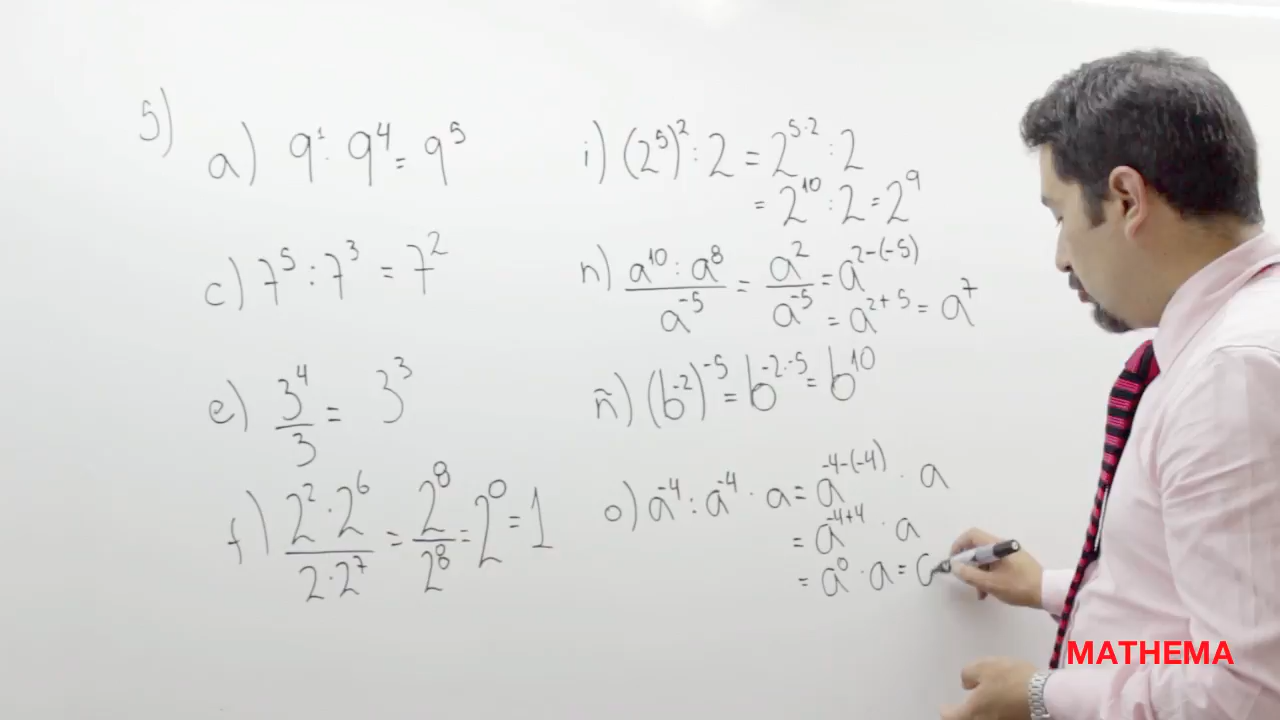 5)
a) 9¹ · 9⁴ = 9⁵
c) 7⁵ : 7³ = 7²
e) 3⁴/3 = 3³
f) (2² · 2⁶)/(2 · 2⁷) = 2⁸/2⁸ = 2⁰ = 1
i) (2⁵)² : 2 = 2⁵·² : 2
= 2¹⁰ : 2 = 2⁹
n) (a¹⁰ : a⁸)/a⁻⁵ = a²/a⁻⁵ = a²⁻⁽⁻⁵⁾
= a²⁺⁵ = a⁷
ñ) (b⁻²)⁻⁵ = b⁻²·⁻⁵ = b¹⁰
o) a⁻⁴ : a⁻⁴ · a = a⁻⁴⁻⁽⁻⁴⁾ · a
= a⁻⁴⁺⁴ · a
= a⁰ · a = a
MATHEMA